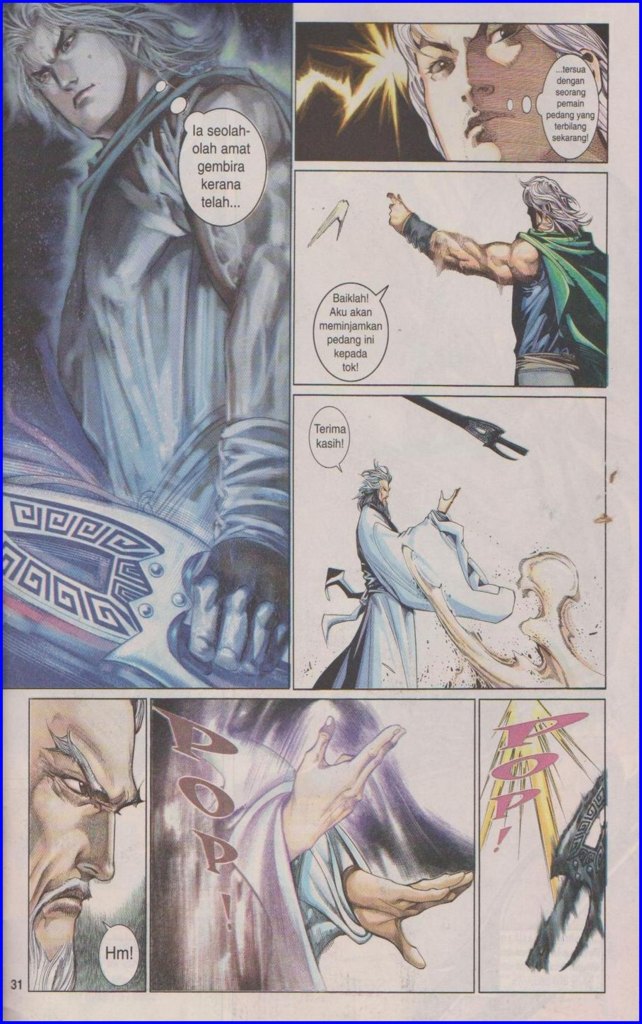 Ia seolah-
olah amat
gembira
kerana
telah...
...tersua
dengan
seorang
pemain
pedang yang
terbilang
sekarang!
Baiklah!
Aku akan
meminjamkan
pedang ini
kepada
tok!
Terima
kasih!
Hm!
POP!
POP!
31